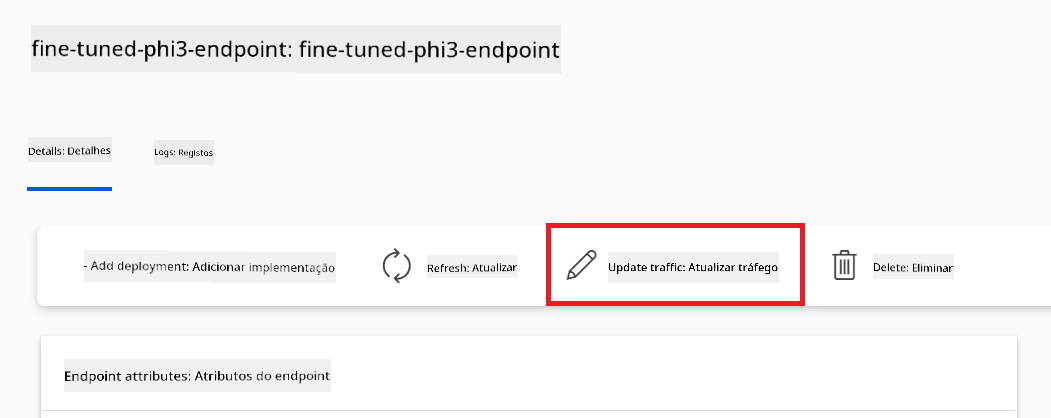 fine-tuned-phi3-endpoint: fine-tuned-phi3-endpoint
Details: Detalhes
Logs: Registos
- Add deployment: Adicionar implementação
Refresh: Atualizar
Update traffic: Atualizar tráfego
Delete: Eliminar
Endpoint attributes: Atributos do endpoint